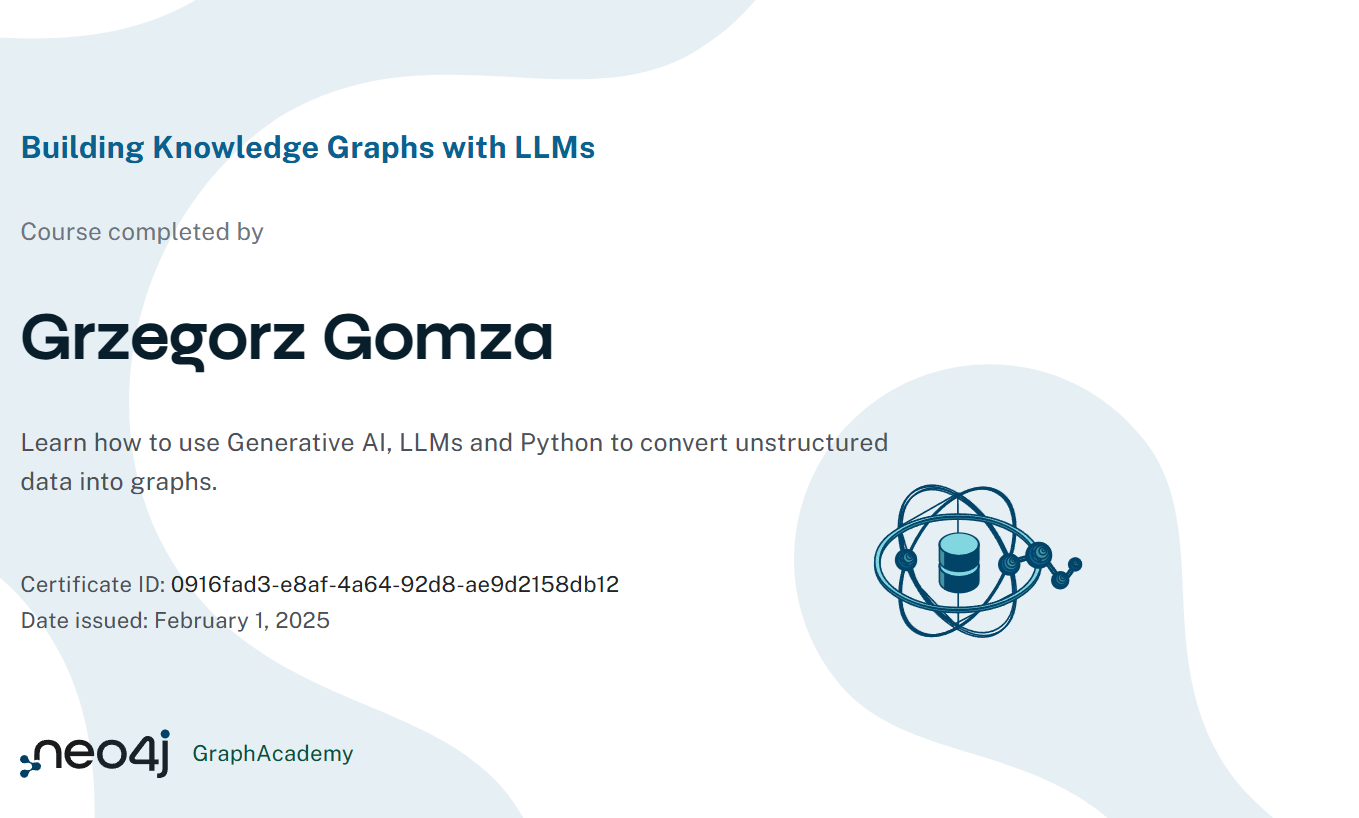 Building Knowledge Graphs with LLMs
Course completed by
Grzegorz Gomza
Learn how to use Generative AI, LLMs and Python to convert unstructured
data into graphs.
Certificate ID: 0916fad3-e8af-4a64-92d8-ae9d2158db12
Date issued: February 1, 2025
neo4j GraphAcademy